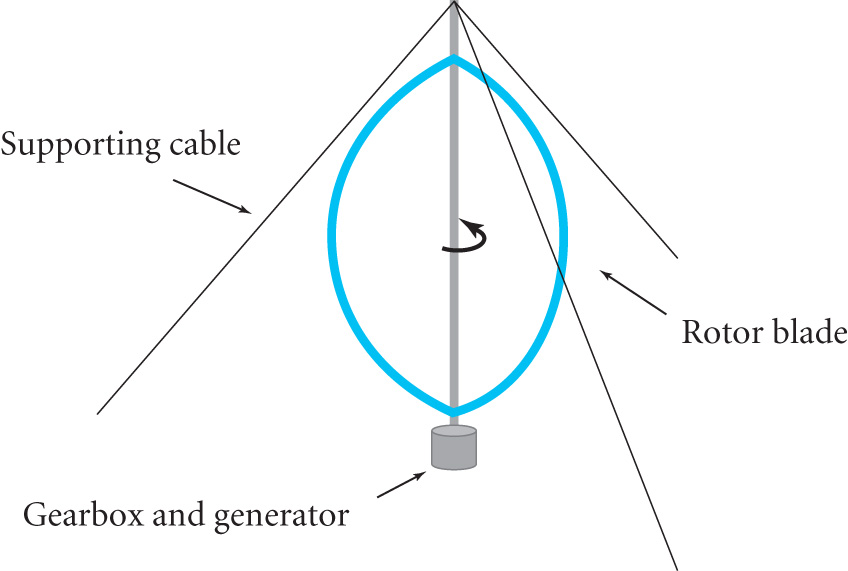 Supporting cable
Rotor blade
Gearbox and generator